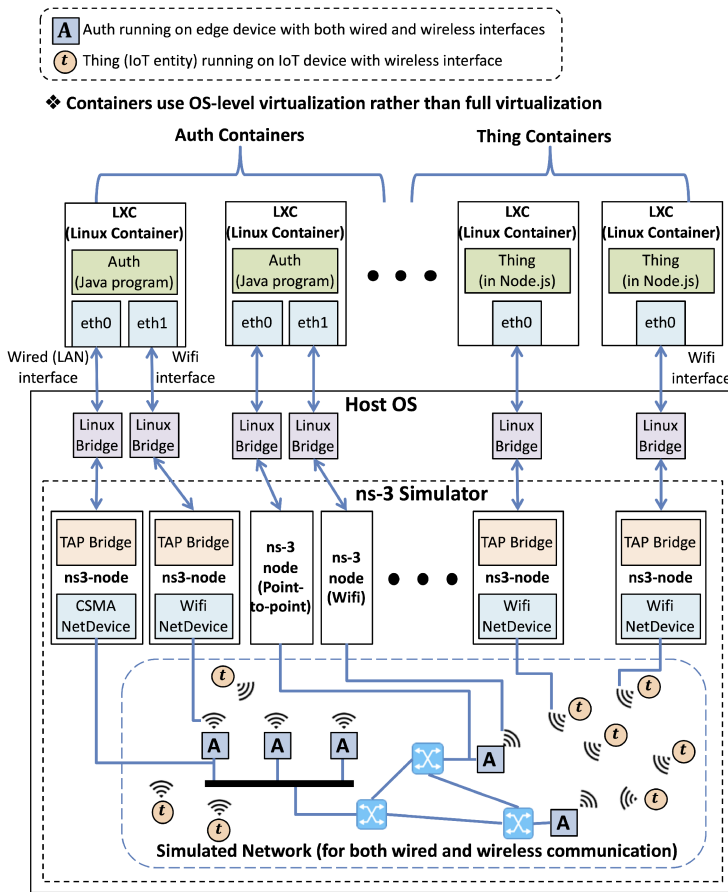 A Auth running on edge device with both wired and wireless interfaces
t Thing (IoT entity) running on IoT device with wireless interface
❖ Containers use OS-level virtualization rather than full virtualization
Auth Containers
Thing Containers
LXC
(Linux Container)
Auth
(Java program)
eth0
eth1
LXC
(Linux Container)
Auth
(Java program)
eth0
eth1
LXC
(Linux Container)
Thing
(in Node.js)
eth0
LXC
(Linux Container)
Thing
(in Node.js)
eth0
Wired (LAN)
interface
Wifi
interface
Wifi
interface
Host OS
Linux
Bridge
Linux
Bridge
Linux
Bridge
Linux
Bridge
Linux
Bridge
Linux
Bridge
ns-3 Simulator
TAP Bridge
ns3-node
CSMA
NetDevice
TAP Bridge
ns3-node
Wifi
NetDevice
ns-3
node
(Point-
to-point)
ns-3
node
(Wifi)
TAP Bridge
ns3-node
Wifi
NetDevice
TAP Bridge
ns3-node
Wifi
NetDevice
t
t
t
t
t
A
A
A
A
t
t
t
A
Simulated Network (for both wired and wireless communication)